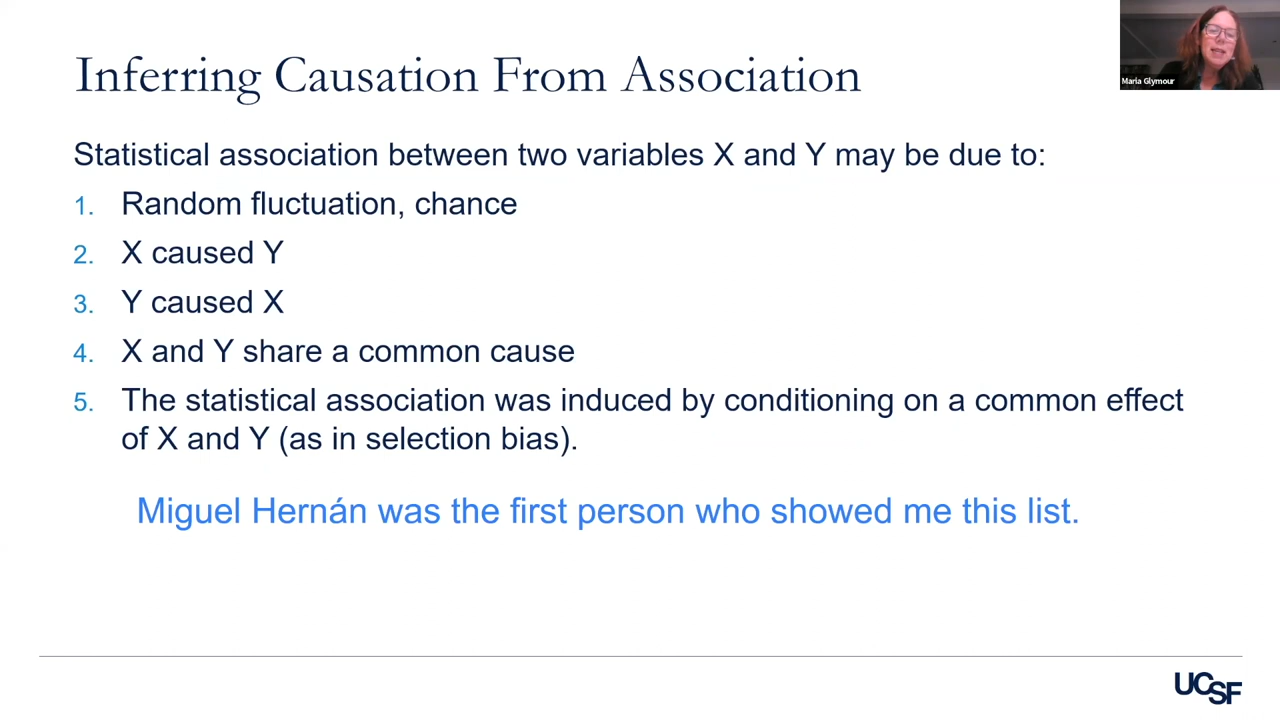 Inferring Causation From Association
Maria Glymour
Statistical association between two variables X and Y may be due to:
1. Random fluctuation, chance
2. X caused Y
3. Y caused X
4. X and Y share a common cause
5. The statistical association was induced by conditioning on a common effect
of X and Y (as in selection bias).
Miguel Hernán was the first person who showed me this list.
UCSF